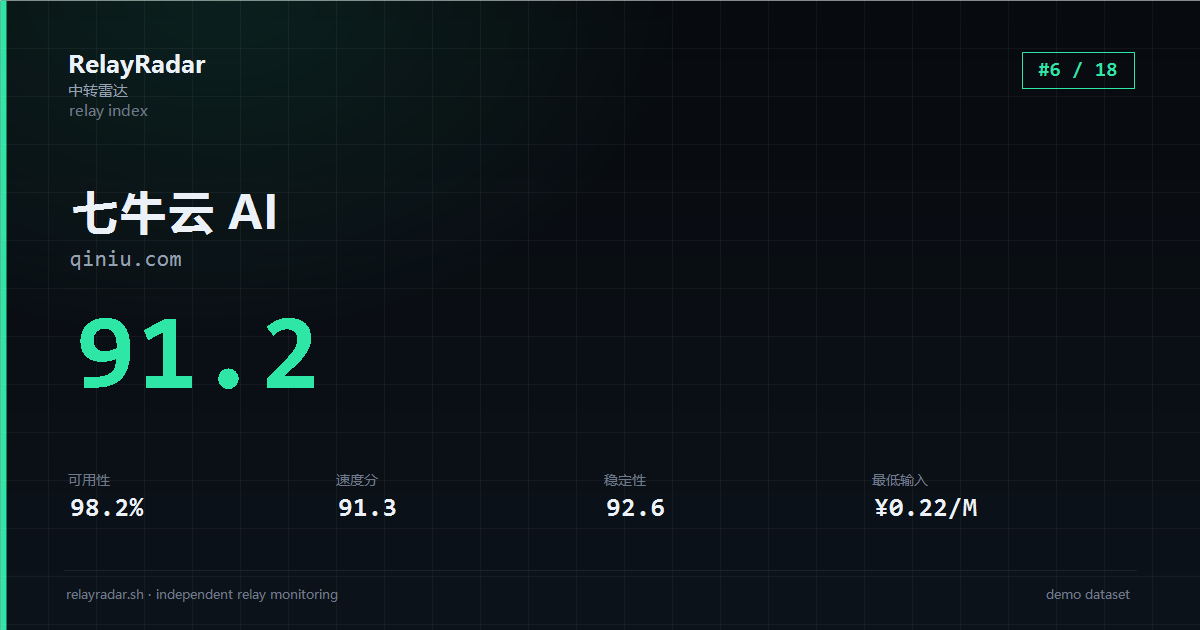 RelayRadar
中转雷达
relay index
#6 / 18
七牛云 AI
qiniu.com
91.2
可用性
98.2%
速度分
91.3
稳定性
92.6
最低输入
¥0.22/M
relayradar.sh · independent relay monitoring
demo dataset